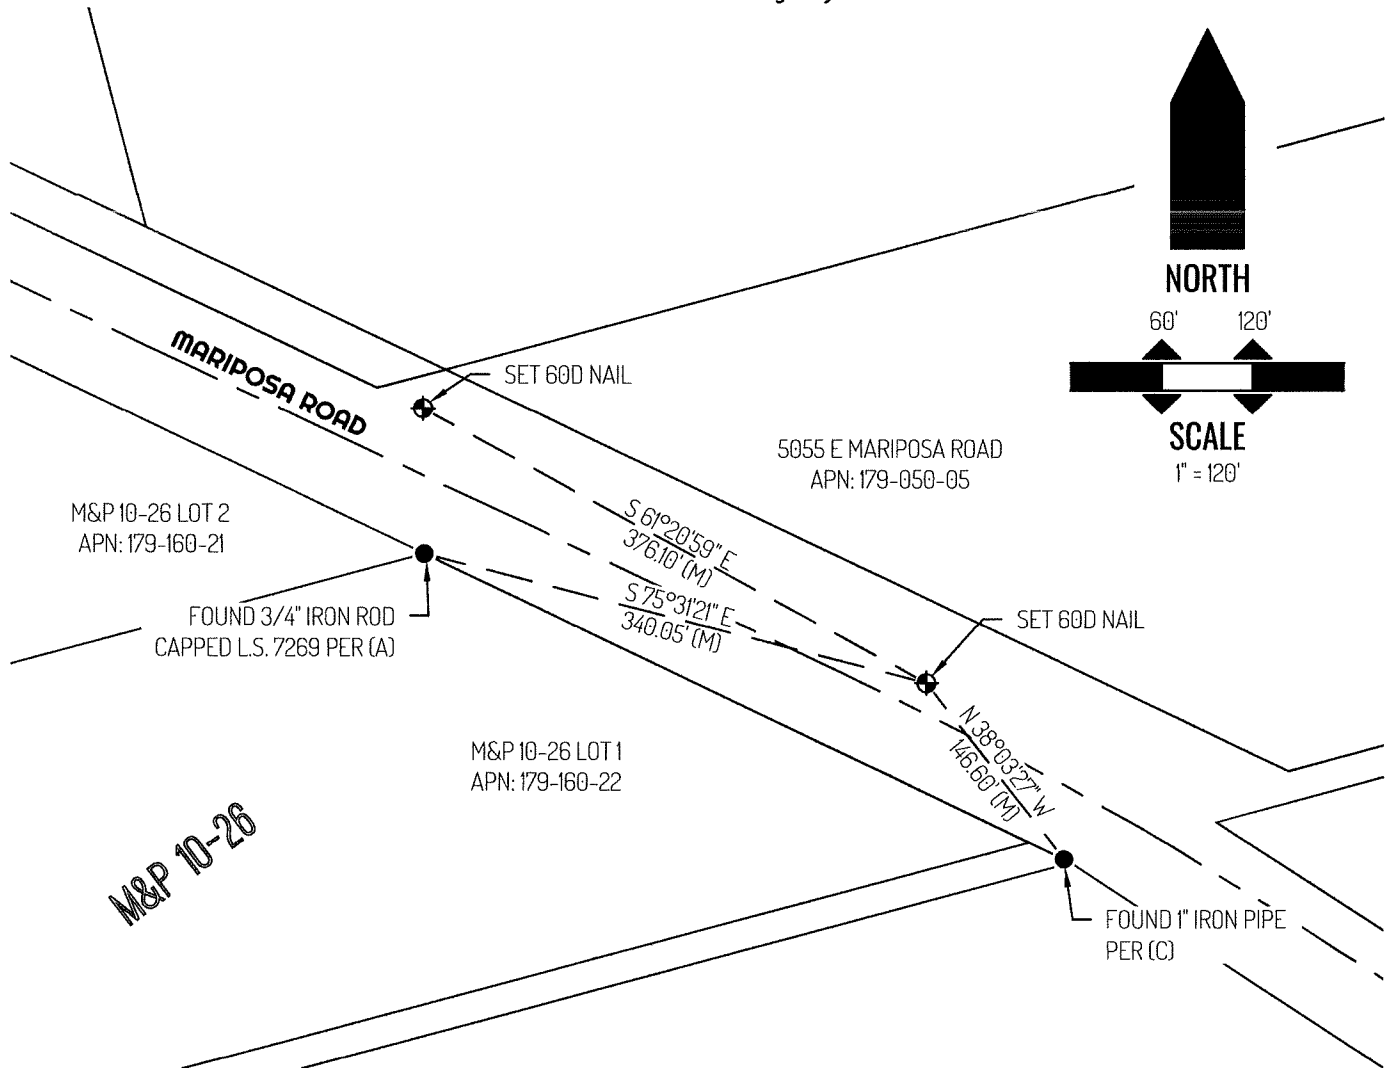 NORTH
60' 120'
SCALE
1" = 120'
MARIPOSA ROAD
SET 60D NAIL
5055 E MARIPOSA ROAD
APN: 179-050-05
M&P 10-26 LOT 2
APN: 179-160-21
S 61°20'59" E
376.10' (M)
S 75°31'21" E
340.05' (M)
FOUND 3/4" IRON ROD
CAPPED L.S. 7269 PER (A)
SET 60D NAIL
N 38°03'27" W
146.60' (M)
M&P 10-26 LOT 1
APN: 179-160-22
M&P 10-26
FOUND 1" IRON PIPE
PER (C)